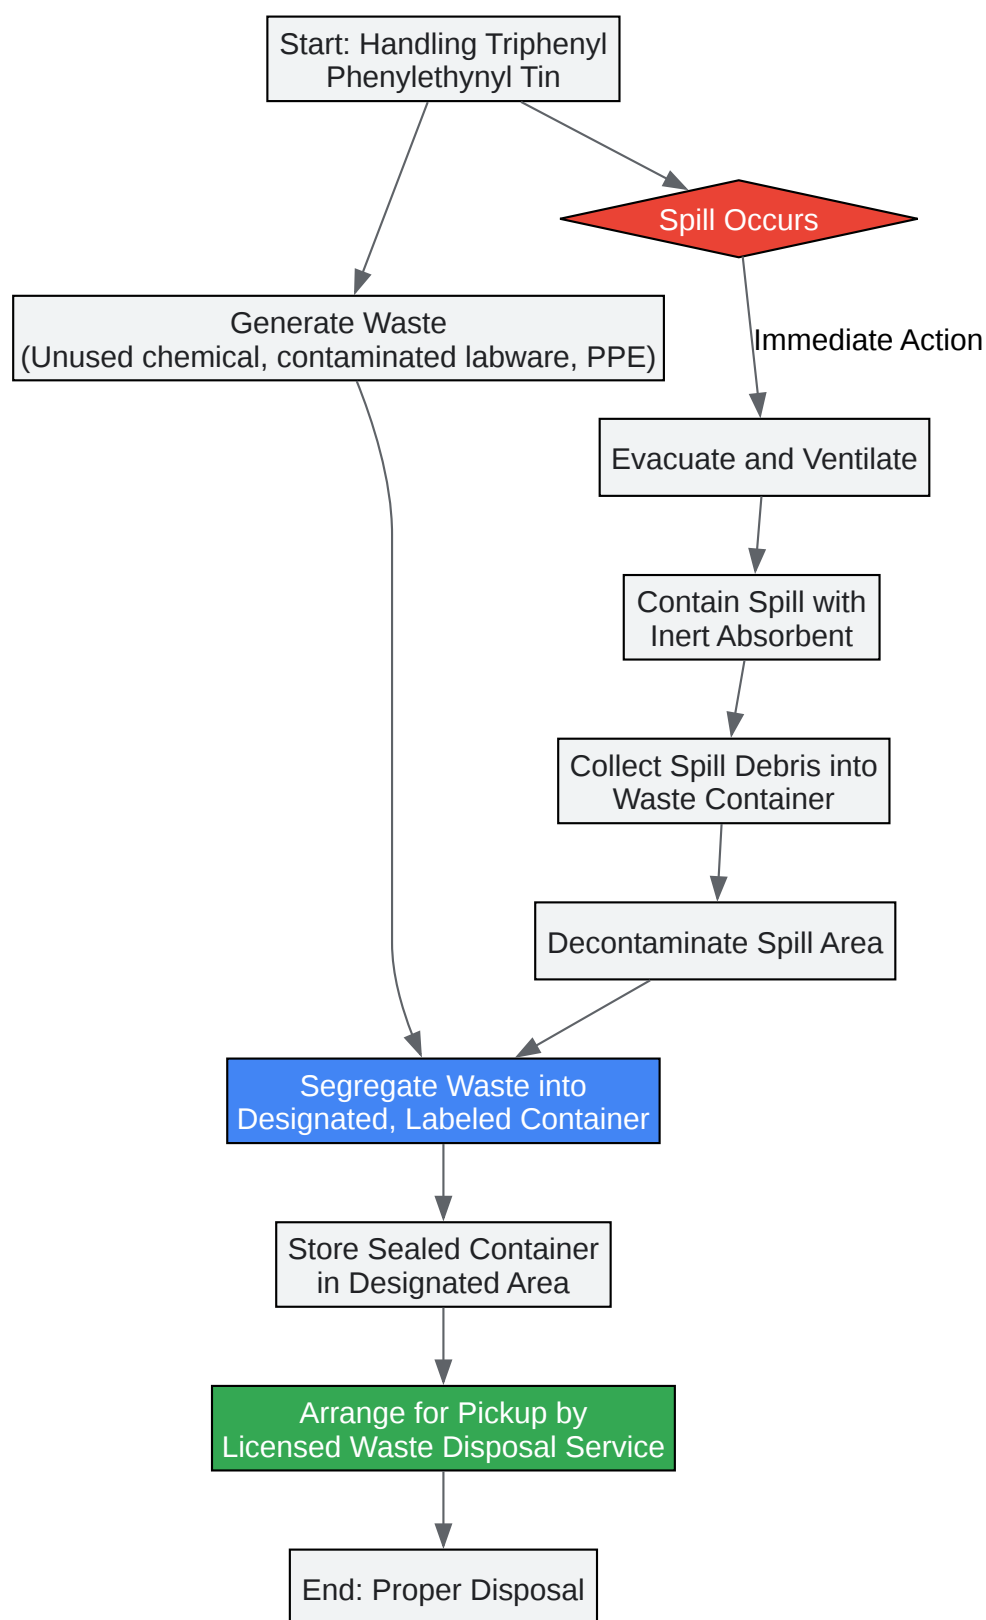 Start: Handling Triphenyl
Phenylethynyl Tin
Spill Occurs
Generate Waste
(Unused chemical, contaminated labware, PPE)
Immediate Action
Evacuate and Ventilate
Contain Spill with
Inert Absorbent
Collect Spill Debris into
Waste Container
Decontaminate Spill Area
Segregate Waste into
Designated, Labeled Container
Store Sealed Container
in Designated Area
Arrange for Pickup by
Licensed Waste Disposal Service
End: Proper Disposal